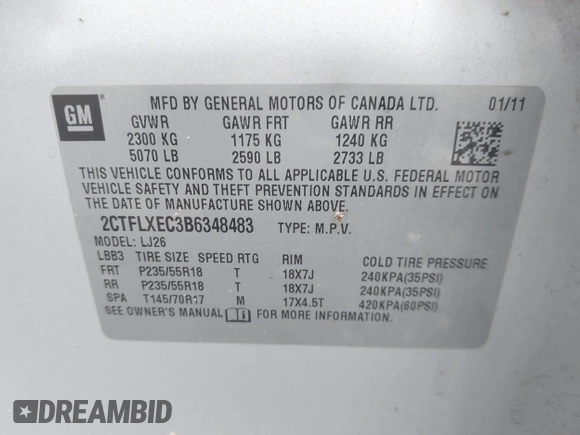 GM
MFD BY GENERAL MOTORS OF CANADA LTD. 01/11
GVWR GAWR FRT GAWR RR
2300 KG 1175 KG 1240 KG
5070 LB 2590 LB 2733 LB
THIS VEHICLE CONFORMS TO ALL APPLICABLE U.S. FEDERAL MOTOR
VEHICLE SAFETY AND THEFT PREVENTION STANDARDS IN EFFECT ON
THE DATE OF MANUFACTURE SHOWN ABOVE.
2CTFLXEC3B6348483 TYPE: M.P.V.
MODEL: LJ26
LBB3 TIRE SIZE SPEED RTG RIM COLD TIRE PRESSURE
FRT P235/55R18 T 18X7J 240KPA(35PSI)
RR P235/55R18 T 18X7J 240KPA(35PSI)
SPA T145/70R17 M 17X4.5T 420KPA(60PSI)
SEE OWNER'S MANUAL FOR MORE INFORMATION.
DREAMBID